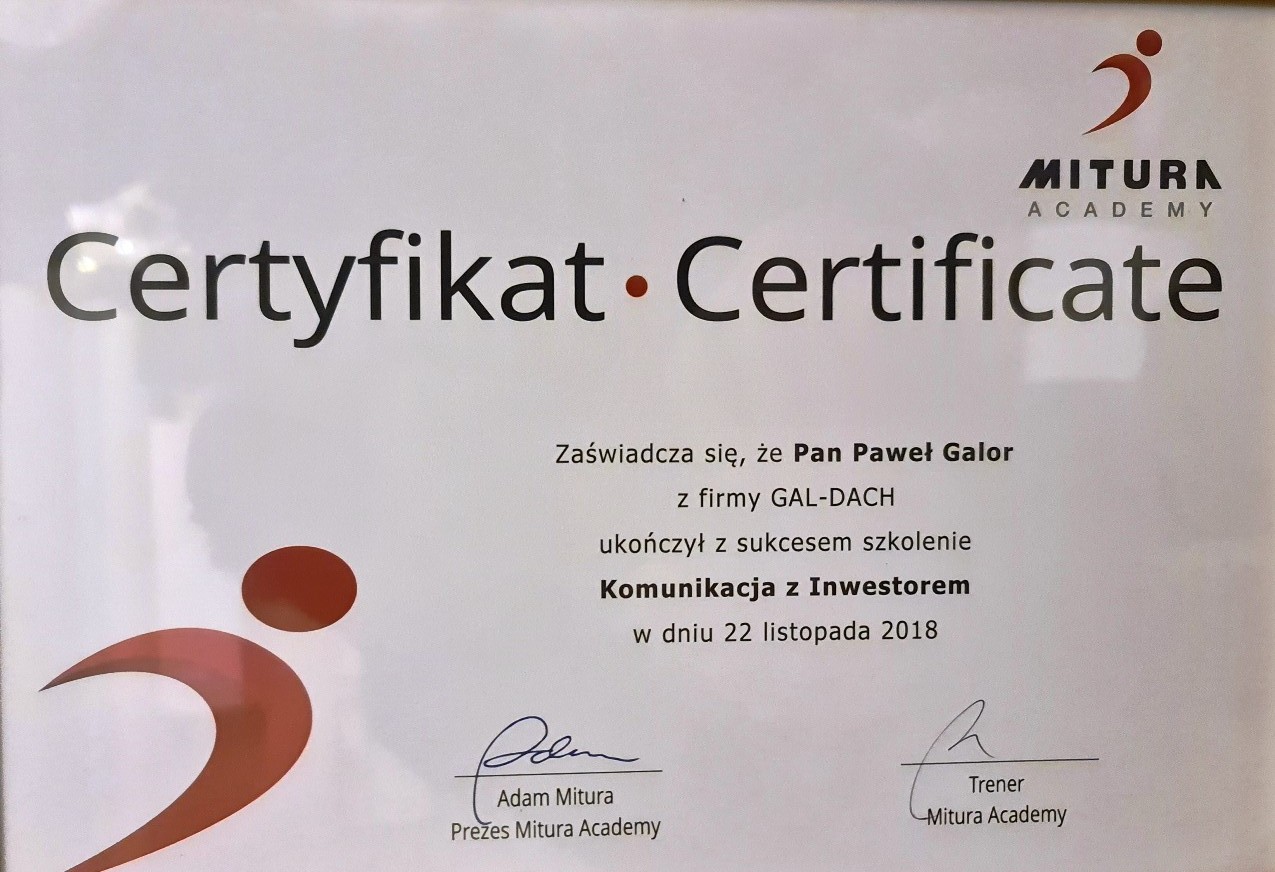 MITURA
ACADEMY
Certyfikat • Certificate
Zaświadcza się, że Pan Paweł Galor
z firmy GAL-DACH
ukończył z sukcesem szkolenie
Komunikacja z Inwestorem
w dniu 22 listopada 2018
Adam Mitura
Prezes Mitura Academy
Trener
Mitura Academy